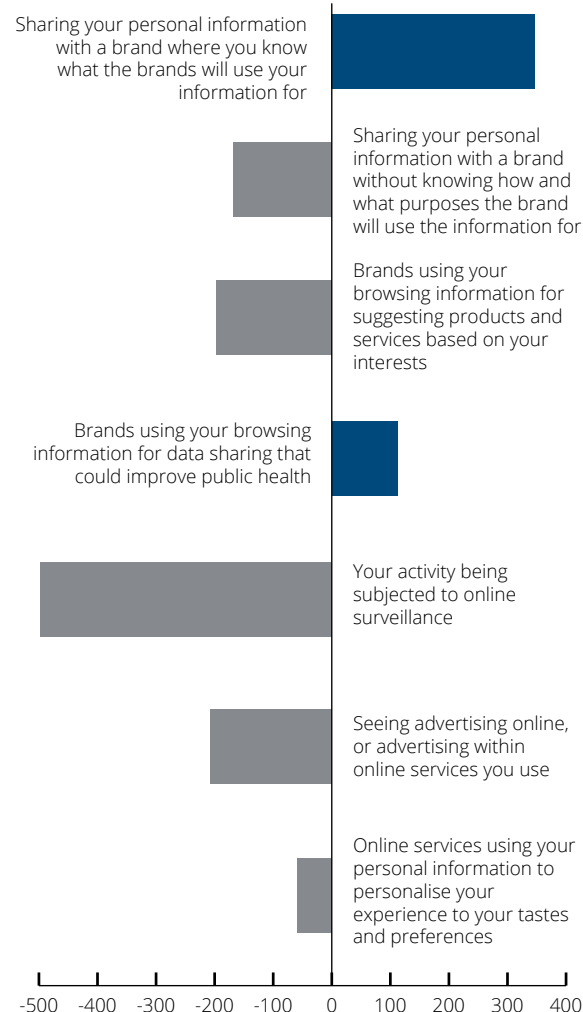 Sharing your personal information
with a brand where you know
what the brands will use your
information for
Sharing your personal
information with a brand
without knowing how and
what purposes the brand
will use the information for
Brands using your
browsing information for
suggesting products and
services based on your
interests
Brands using your browsing
information for data sharing that
could improve public health
Your activity being
subjected to online
surveillance
Seeing advertising online,
or advertising within
online services you use
Online services using your
personal information to
personalise your
experience to your tastes
and preferences
-500 -400 -300 -200 -100 0 100 200 300 400